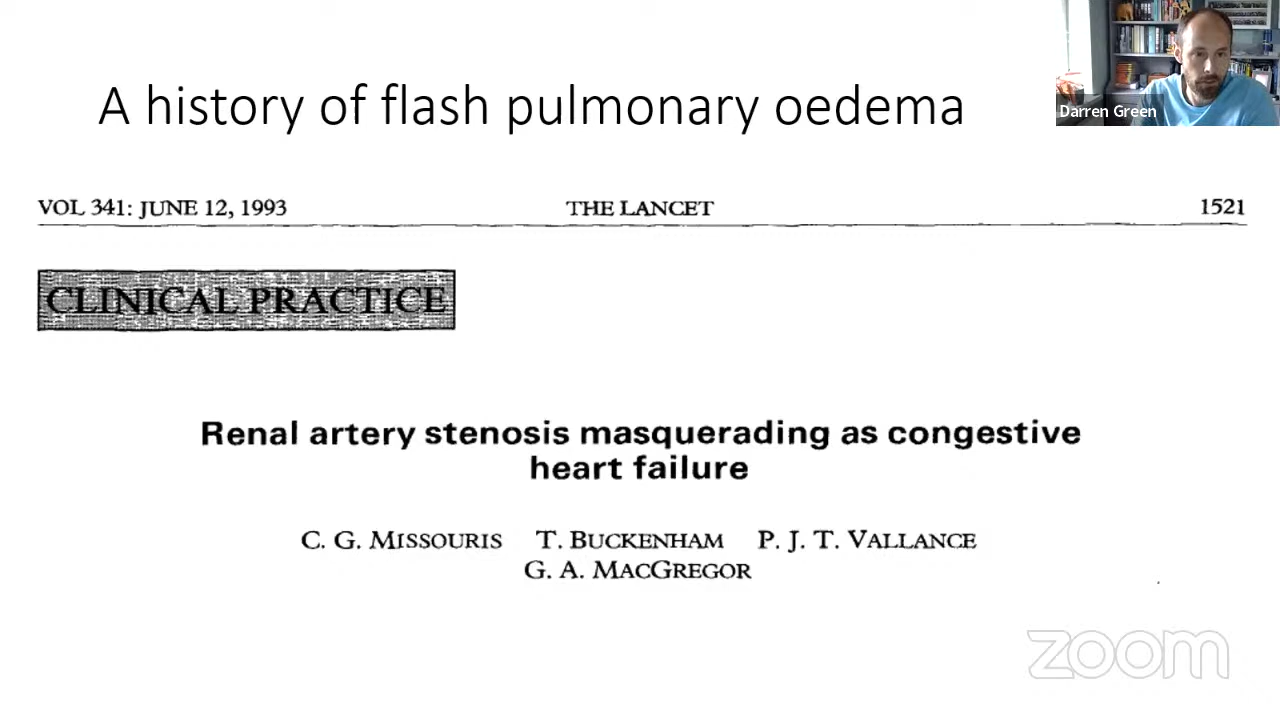 A history of flash pulmonary oedema
Darren Green
VOL 341: JUNE 12, 1993 THE LANCET 1521
CLINICAL PRACTICE
Renal artery stenosis masquerading as congestive
heart failure
C. G. MISSOURIS T. BUCKENHAM P. J. T. VALLANCE
G. A. MACGREGOR
zoom